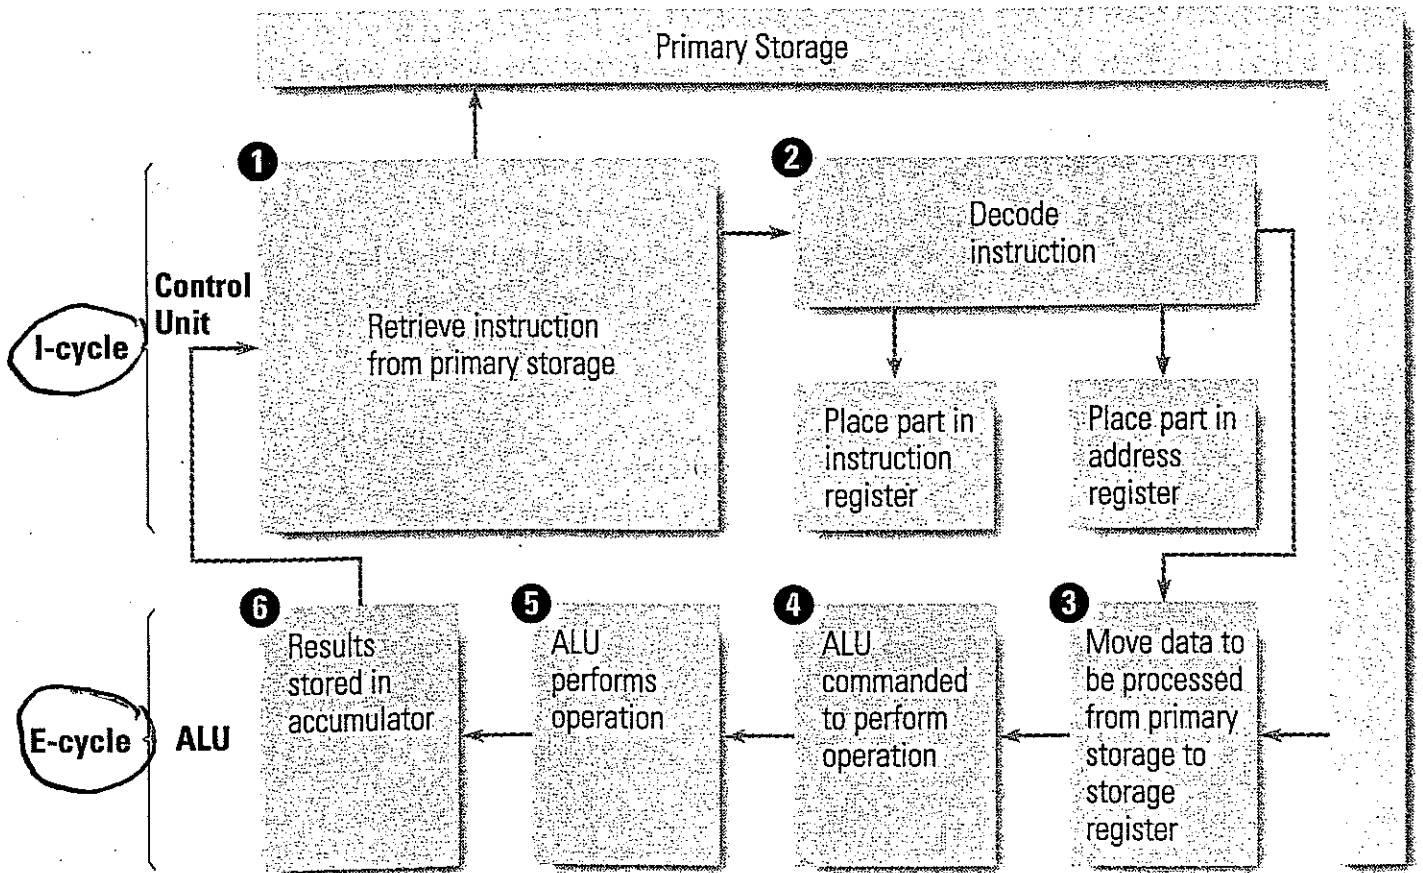 Primary Storage
1
Retrieve instruction
from primary storage
2
Decode
instruction
Control
Unit
I-cycle
Place part in
instruction
register
Place part in
address
register
6
Results
stored in
accumulator
5
ALU
performs
operation
4
ALU
commanded
to perform
operation
3
Move data to
be processed
from primary
storage to
storage
register
E-cycle
ALU